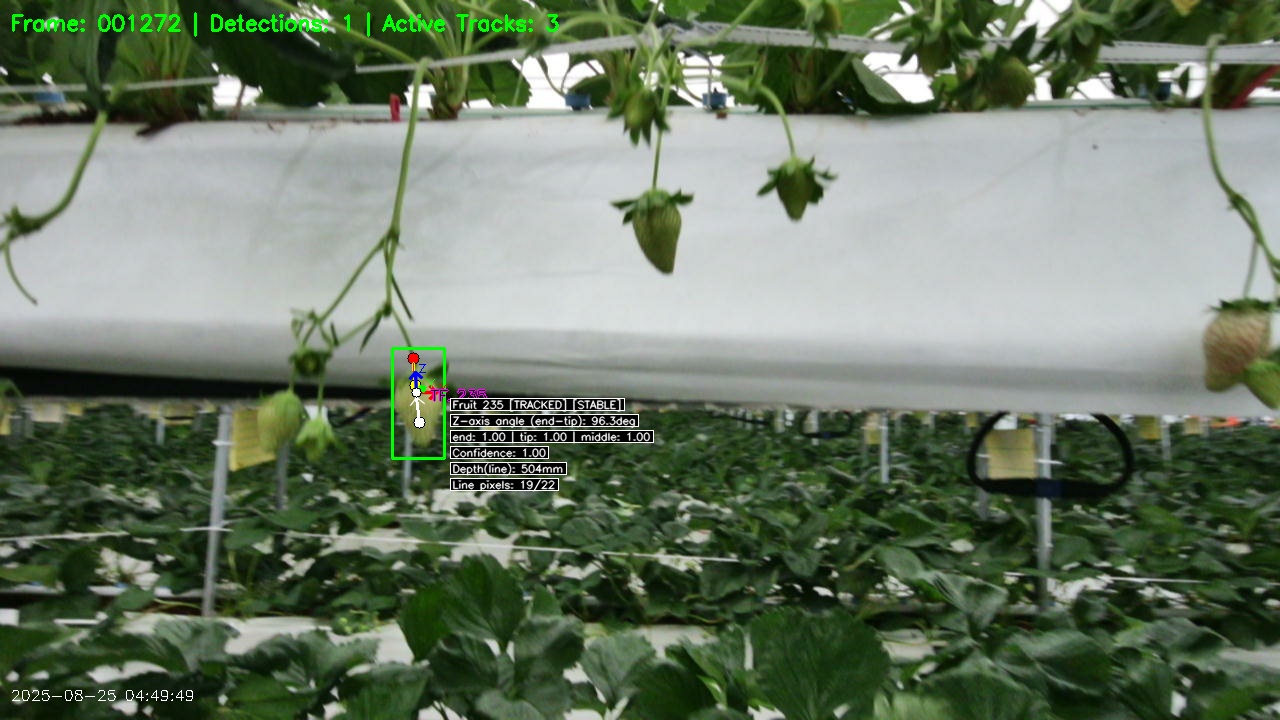 Frame: 001272 | Detections: 1 | Active Tracks: 3
Z
TF_235
Fruit 235 [TRACKED] [STABLE]
Z-axis angle (end-tip): 96.3deg
end: 1.00 | tip: 1.00 | middle: 1.00
Confidence: 1.00
Depth(line): 504mm
Line pixels: 19/22
2025-08-25 04:49:49